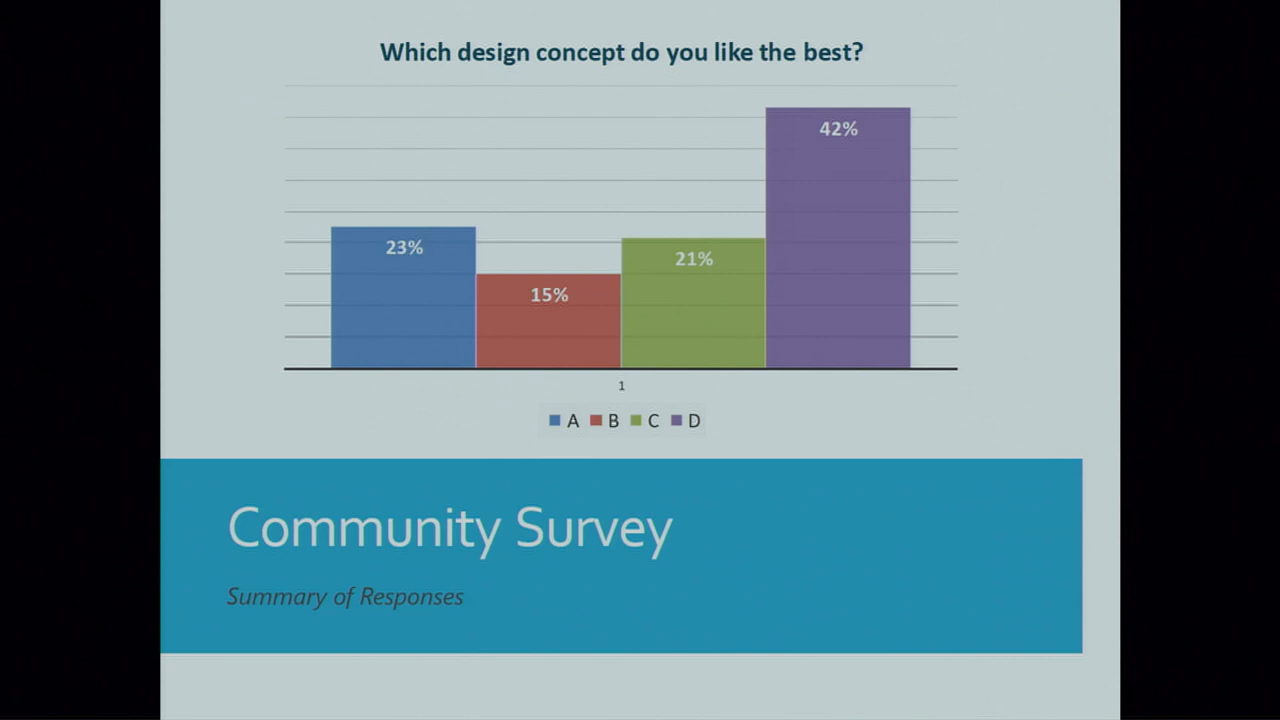 Which design concept do you like the best?
42%
23%
21%
15%
1
A B C D
Community Survey
Summary of Responses